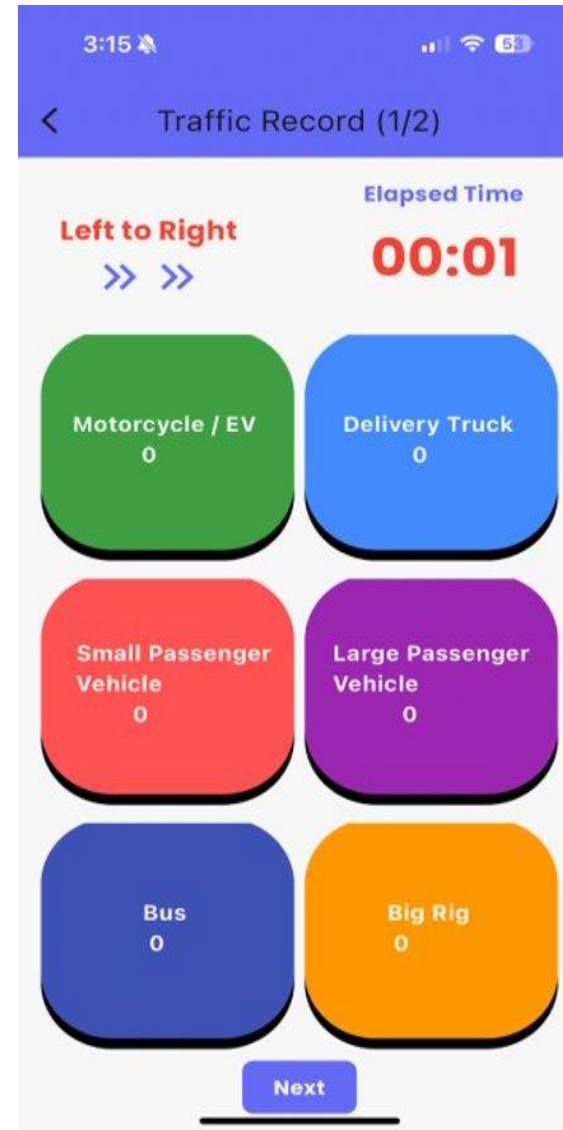 3:15
53
Traffic Record (1/2)
Elapsed Time
Left to Right
00:01
Motorcycle / EV
0
Delivery Truck
0
Small Passenger
Vehicle
0
Large Passenger
Vehicle
0
Bus
0
Big Rig
0
Next